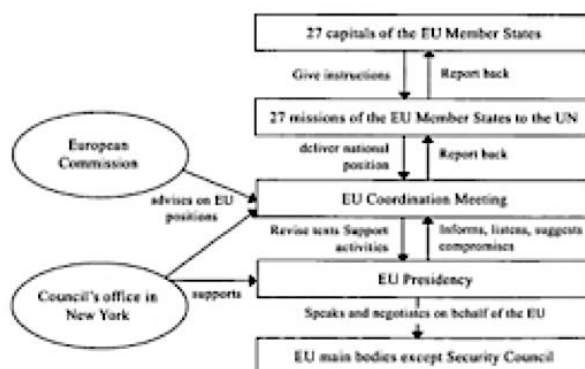 27 capitals of the EU Member States
Give instructions
Report back
27 missions of the EU Member States to the UN
European
Commission
deliver national
position
Report back
advises on EU
positions
EU Coordination Meeting
Revise texts Support
activities
Informs, listens, suggests
compromises
Council's office in
New York
supports
EU Presidency
Speaks and negotiates on behalf of the EU
EU main bodies except Security Council